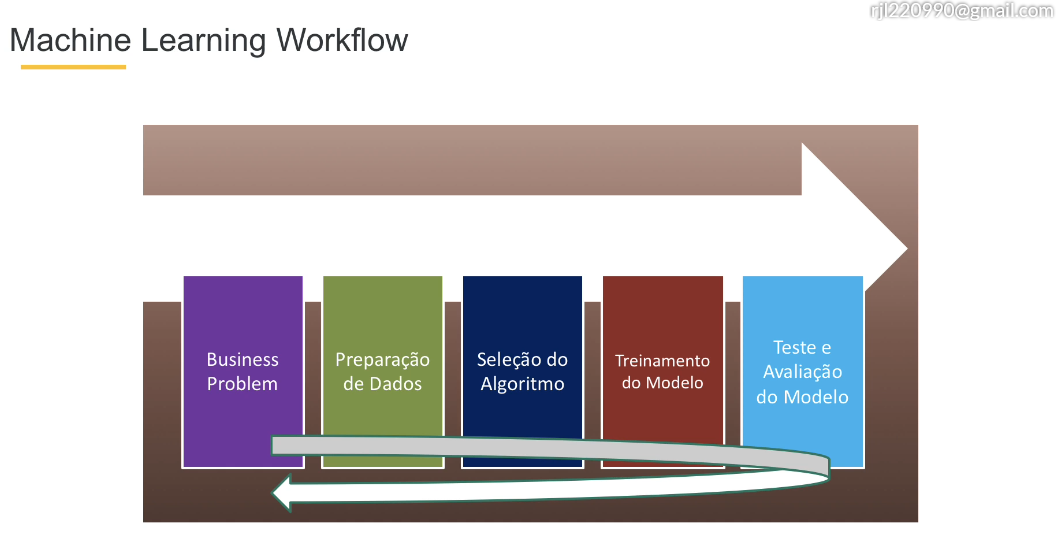 rjl220990@gmail.com
Machine Learning Workflow
Business
Problem
Preparação
de Dados
Seleção do
Algoritmo
Treinamento
do Modelo
Teste e
Avaliação
do Modelo